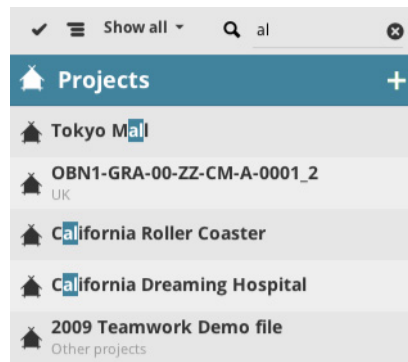 Show all
al
Projects
Tokyo Mall
OBN1-GRA-00-ZZ-CM-A-0001_2
UK
California Roller Coaster
California Dreaming Hospital
2009 Teamwork Demo file
Other projects